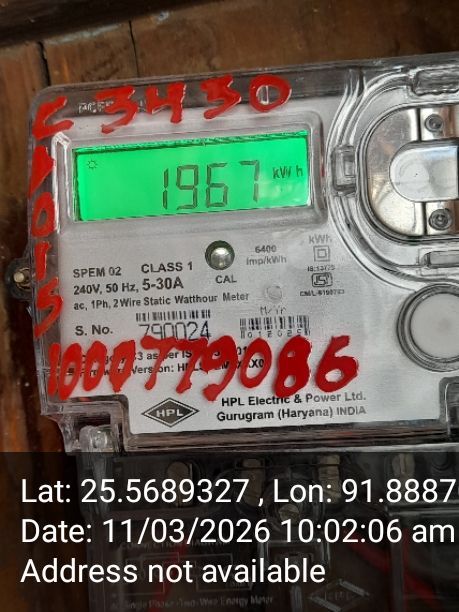 C 3430
1967 kWh
6400
imp/kWh
kWh
SPEM 02 CLASS 1
240V, 50 Hz, 5-30A
CAL
ac, 1Ph, 2 Wire Static Watthour Meter
M/Yr
S. No. 790024
1000779086
HPL
HPL Electric & Power Ltd.
Gurugram (Haryana) INDIA
Lat: 25.5689327 , Lon: 91.8887
Date: 11/03/2026 10:02:06 am
Address not available